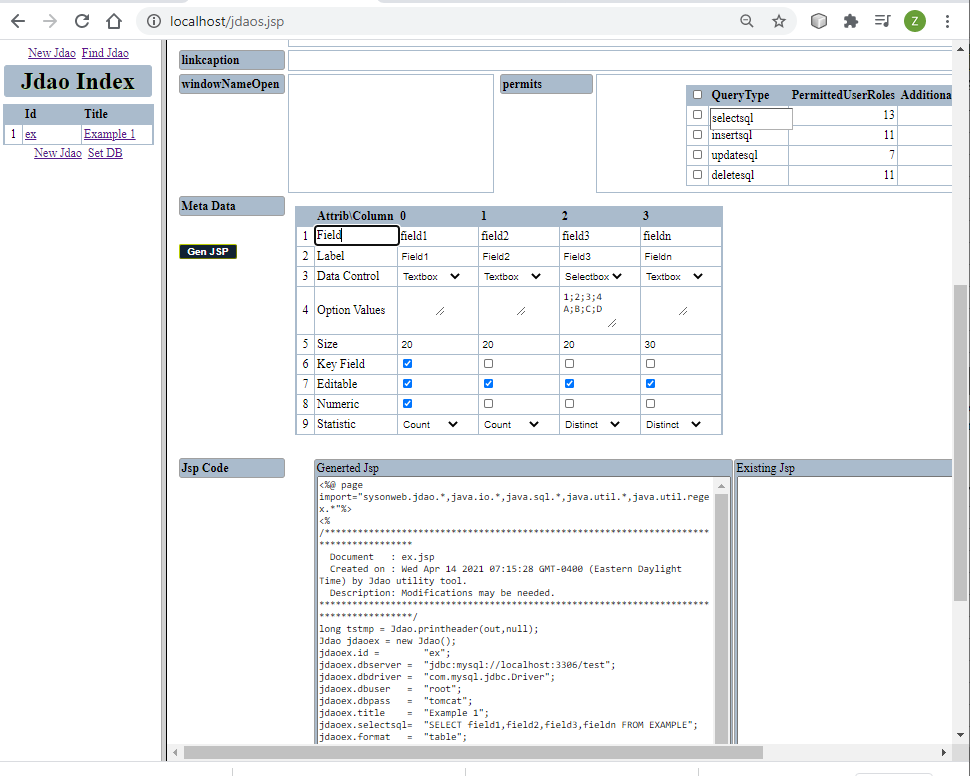 localhost/jdaos.jsp
Z
New Jdao Find Jdao
Jdao Index
Id Title
1 ex Example 1
New Jdao Set DB
linkcaption
windowNameOpen
permits
QueryType PermittedUserRoles Additiona
selectsql 13
insertsql 11
updatesql 7
deletesql 11
Meta Data
Gen JSP
Attrib\Column 0 1 2 3
1 Field field1 field2 field3 fieldn
2 Label Field1 Field2 Field3 Fieldn
3 Data Control Textbox Textbox Selectbox Textbox
4 Option Values 1;2;3;4
A;B;C;D
5 Size 20 20 20 30
6 Key Field
7 Editable
8 Numeric
9 Statistic Count Count Distinct Distinct
Jsp Code
Generted Jsp
Existing Jsp
<%@ page
import="sysonweb.jdao.*,java.io.*,java.sql.*,java.util.*,java.util.rege
x.*"%>
<%
/**********************************************************************
*****************
Document : ex.jsp
Created on : Wed Apr 14 2021 07:15:28 GMT-0400 (Eastern Daylight
Time) by Jdao utility tool.
Description: Modifications may be needed.
***********************************************************************
*****************/
long tstmp = Jdao.printheader(out,null);
Jdao jdaoex = new Jdao();
jdaoex.id = "ex";
jdaoex.dbserver = "jdbc:mysql://localhost:3306/test";
jdaoex.dbdriver = "com.mysql.jdbc.Driver";
jdaoex.dbuser = "root";
jdaoex.dbpass = "tomcat";
jdaoex.title = "Example 1";
jdaoex.selectsql= "SELECT field1,field2,field3,fieldn FROM EXAMPLE";
jdaoex.format = "table";